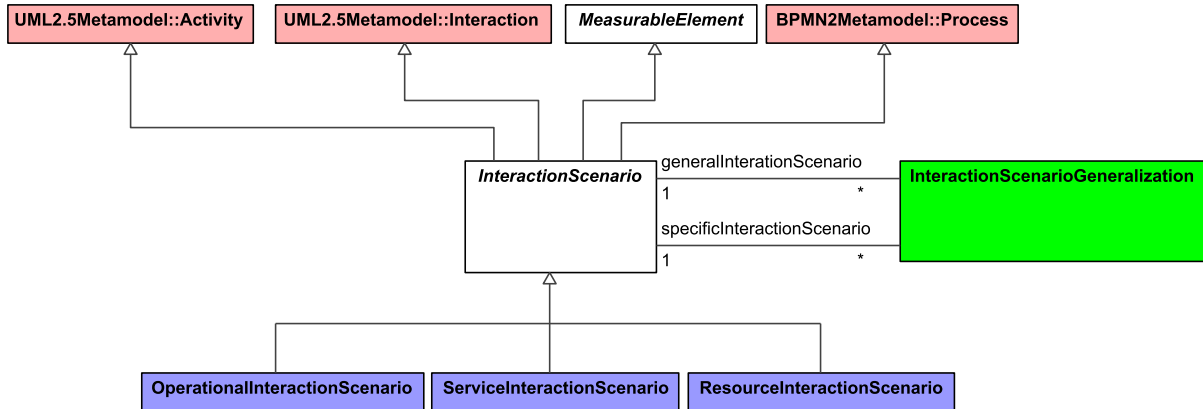 UML2.5Metamodel::Activity
UML2.5Metamodel::Interaction
MeasurableElement
BPMN2Metamodel::Process
InteractionScenario
generalInterationScenario
1
*
InteractionScenarioGeneralization
specificInteractionScenario
1
*
OperationalInteractionScenario
ServiceInteractionScenario
ResourceInteractionScenario